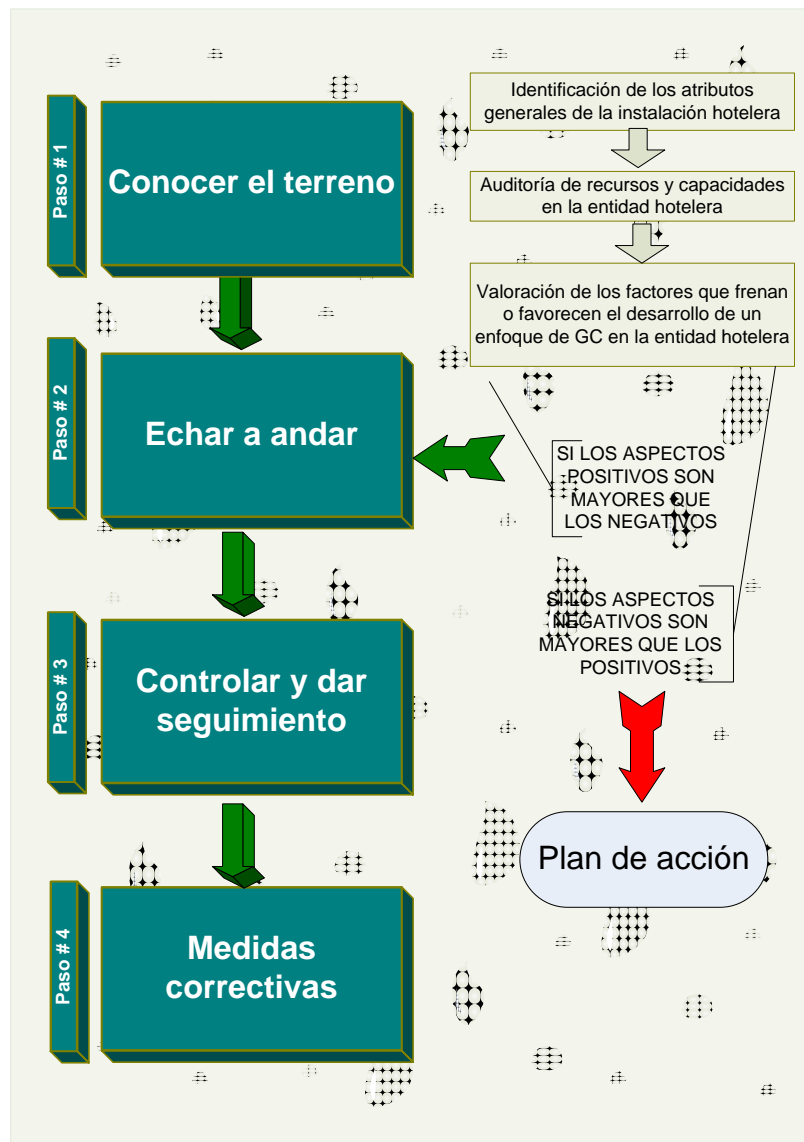 Paso # 1
Conocer el terreno
Paso # 2
Echar a andar
Paso # 3
Controlar y dar
seguimiento
Paso # 4
Medidas
correctivas
Identificación de los atributos
generales de la instalación hotelera
Auditoría de recursos y capacidades
en la entidad hotelera
Valoración de los factores que frenan
o favorecen el desarrollo de un
enfoque de GC en la entidad hotelera
SI LOS ASPECTOS
POSITIVOS SON
MAYORES QUE
LOS NEGATIVOS
SI LOS ASPECTOS
NEGATIVOS SON
MAYORES QUE LOS
POSITIVOS
Plan de acción